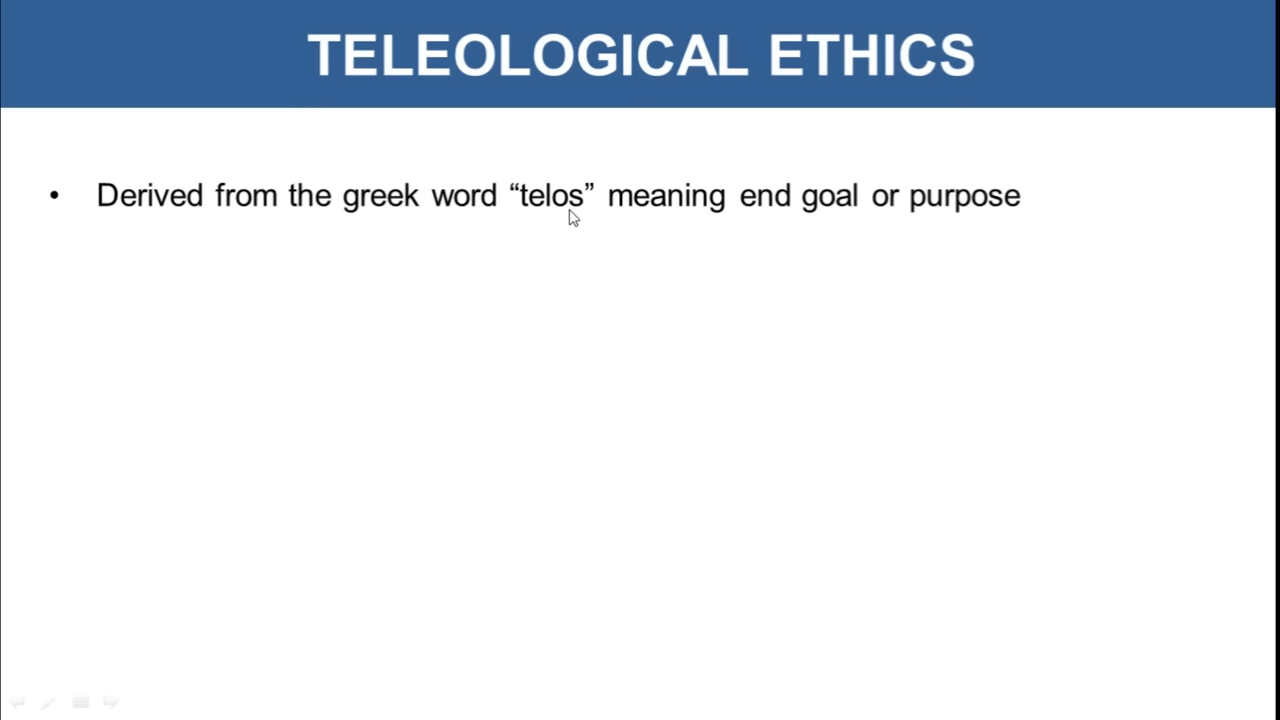 TELEOLOGICAL ETHICS
• Derived from the greek word “telos” meaning end goal or purpose